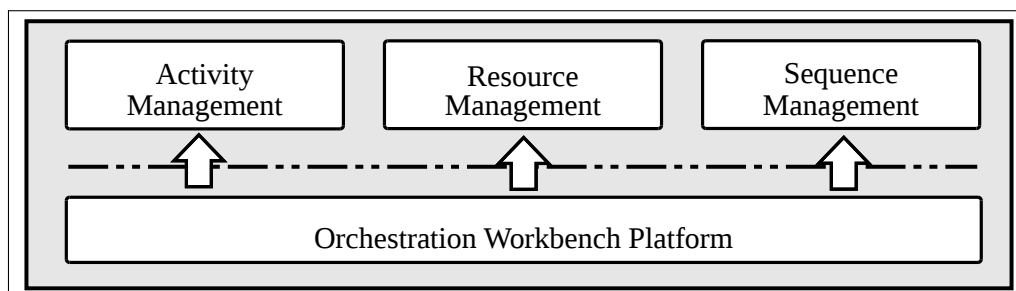 Activity
Management
Resource
Management
Sequence
Management
Orchestration Workbench Platform